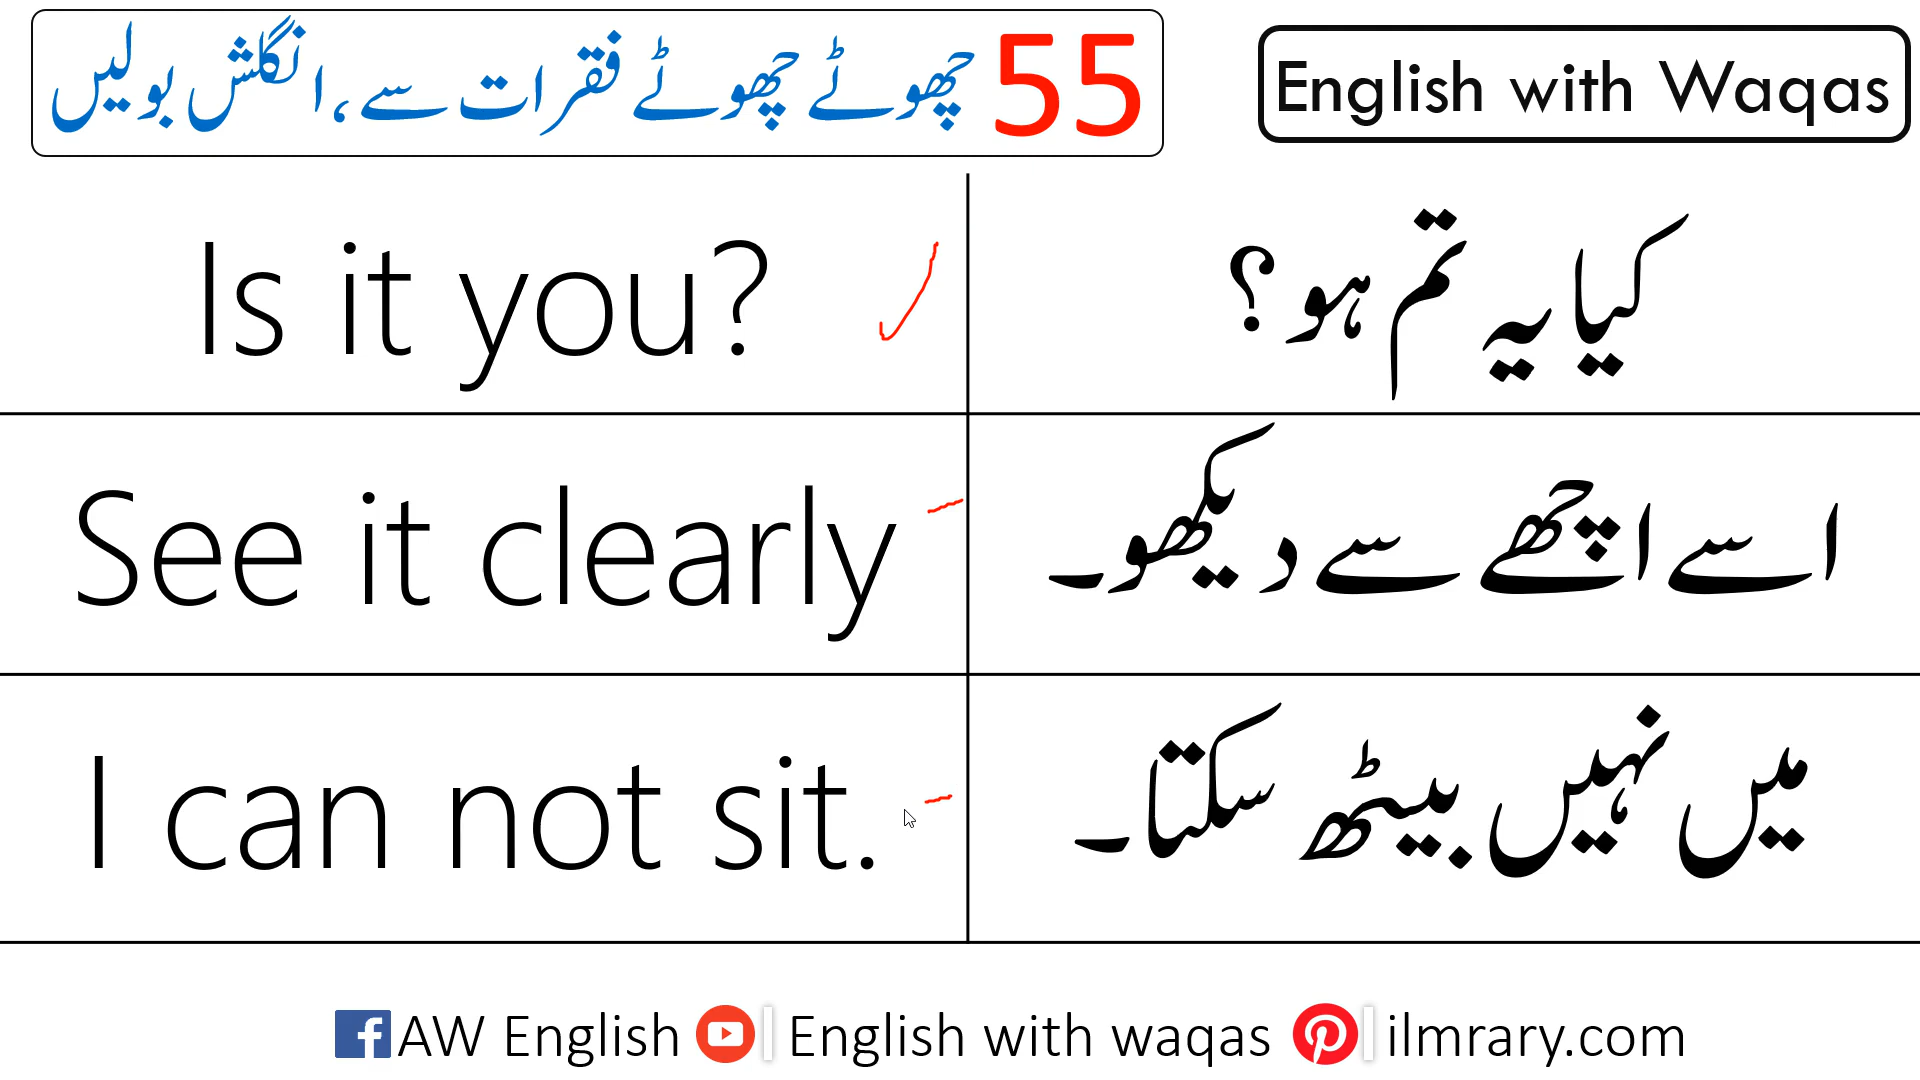 55 چھوٹے چھوٹے فقرات سے، انگلش بولیں
English with Waqas
Is it you?
کیا یہ تم ہو؟
See it clearly
اسے اچھے سے دیکھو۔
I can not sit.
میں نہیں بیٹھ سکتا۔
AW English | English with waqas | ilmrary.com